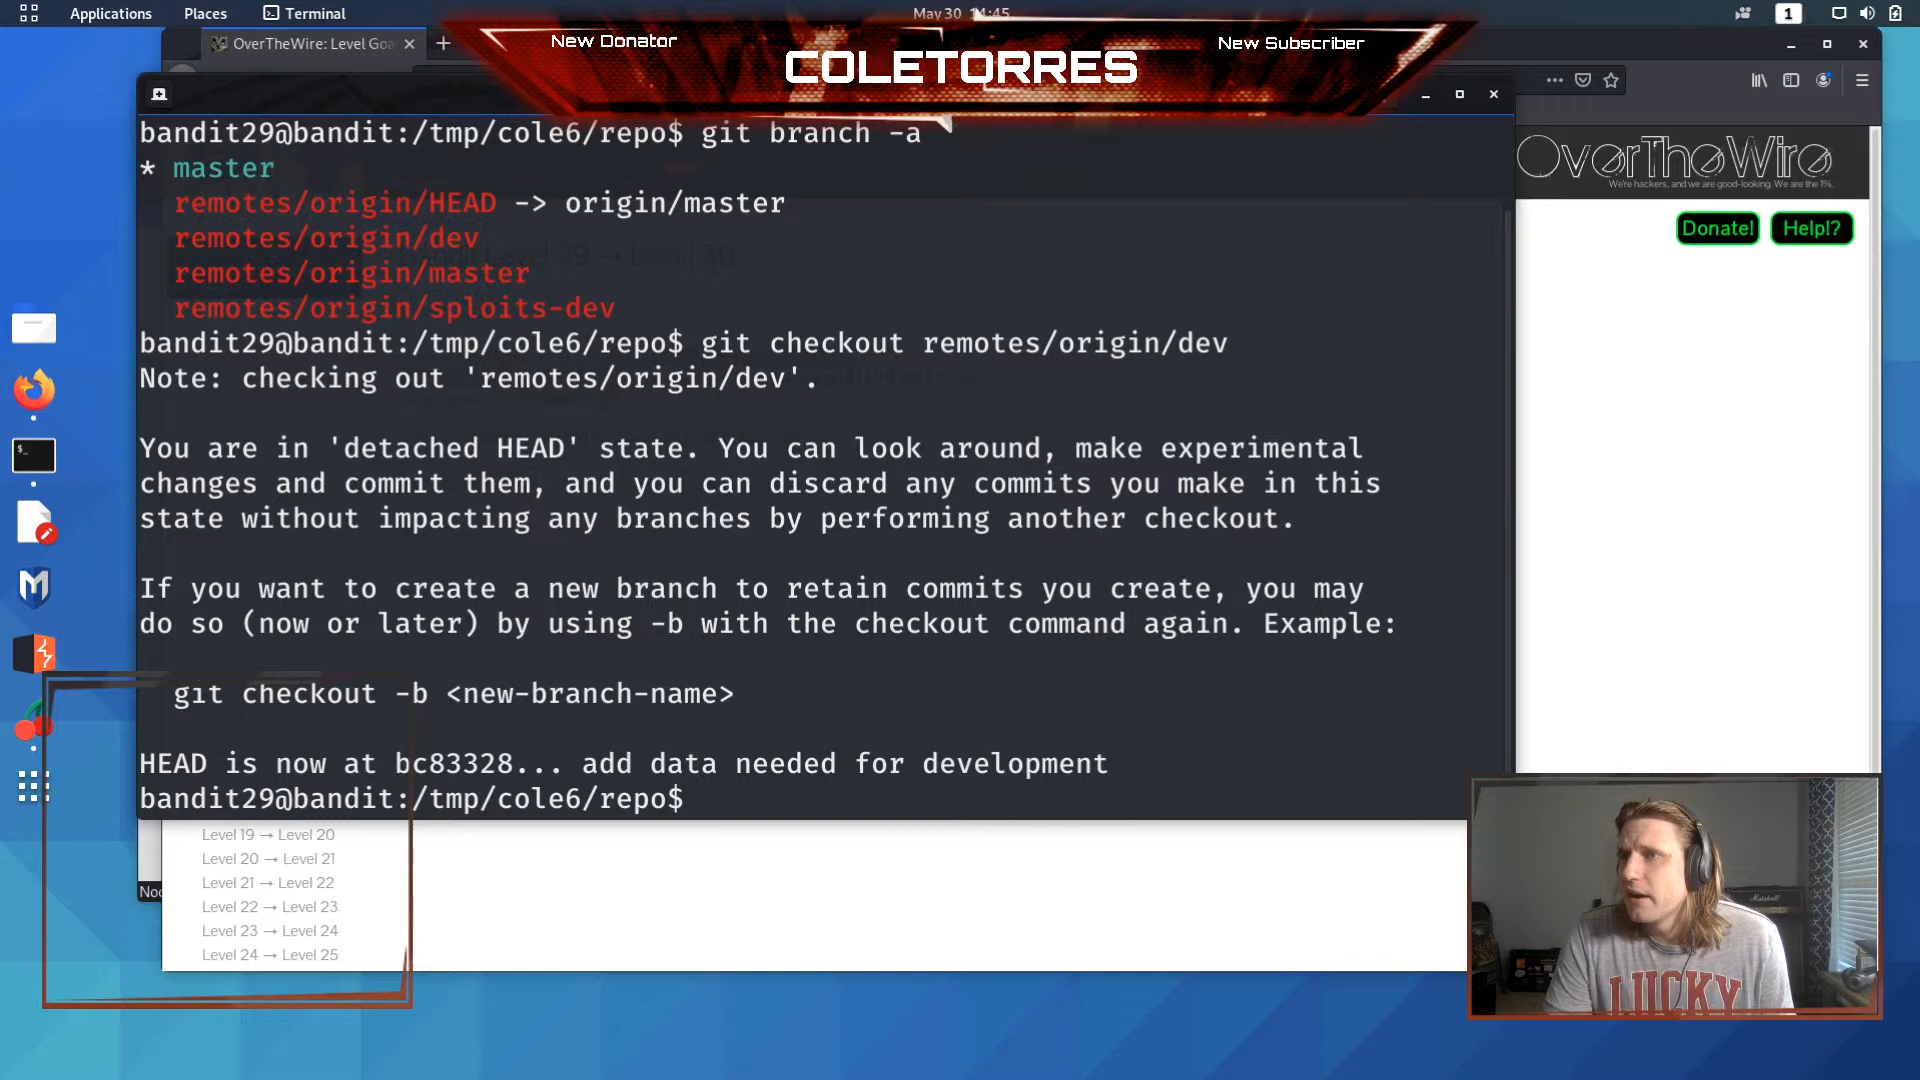 Applications Places Terminal
May 30 14:45
1
OverTheWire: Level Goa
New Donator
COLETORRES
New Subscriber
bandit29@bandit:/tmp/cole6/repo$ git branch -a
* master
remotes/origin/HEAD -> origin/master
remotes/origin/dev
remotes/origin/master
remotes/origin/sploits-dev
bandit29@bandit:/tmp/cole6/repo$ git checkout remotes/origin/dev
Note: checking out 'remotes/origin/dev'.
You are in 'detached HEAD' state. You can look around, make experimental
changes and commit them, and you can discard any commits you make in this
state without impacting any branches by performing another checkout.
If you want to create a new branch to retain commits you create, you may
do so (now or later) by using -b with the checkout command again. Example:
git checkout -b <new-branch-name>
HEAD is now at bc83328... add data needed for development
bandit29@bandit:/tmp/cole6/repo$
OverTheWire
We're hackers, and we are good-looking. We are the 1%.
Donate! Help!?
Level 19 → Level 20
Level 20 → Level 21
Level 21 → Level 22
Level 22 → Level 23
Level 23 → Level 24
Level 24 → Level 25
Marshall
LUCKY